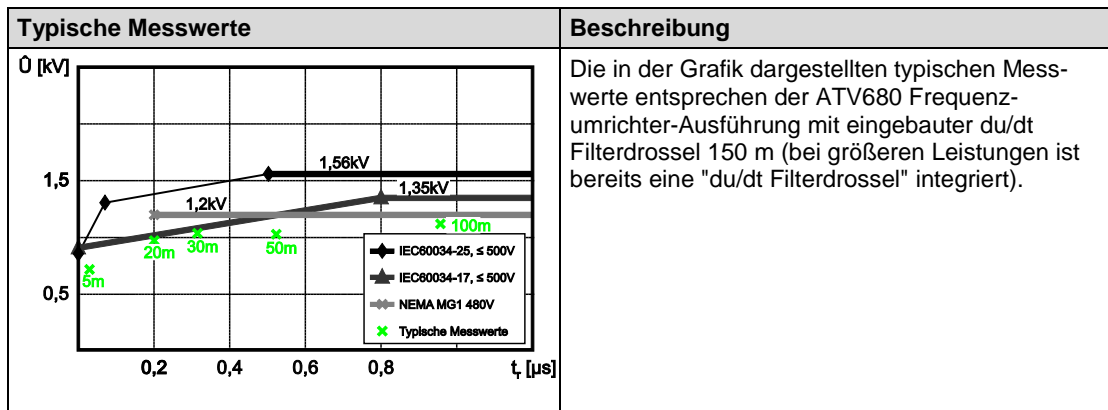 Typische Messwerte
Beschreibung
Û [kV]
1,56kV
1,5
1,35kV
1,2kV
100m
20m
30m
50m
5m
0,5
IEC60034-25, ≤ 500V
IEC60034-17, ≤ 500V
NEMA MG1 480V
Typische Messwerte
0,2
0,4
0,6
0,8
tr [µs]
Die in der Grafik dargestellten typischen Mess-
werte entsprechen der ATV680 Frequenz-
umrichter-Ausführung mit eingebauter du/dt
Filterdrossel 150 m (bei größeren Leistungen ist
bereits eine "du/dt Filterdrossel" integriert).